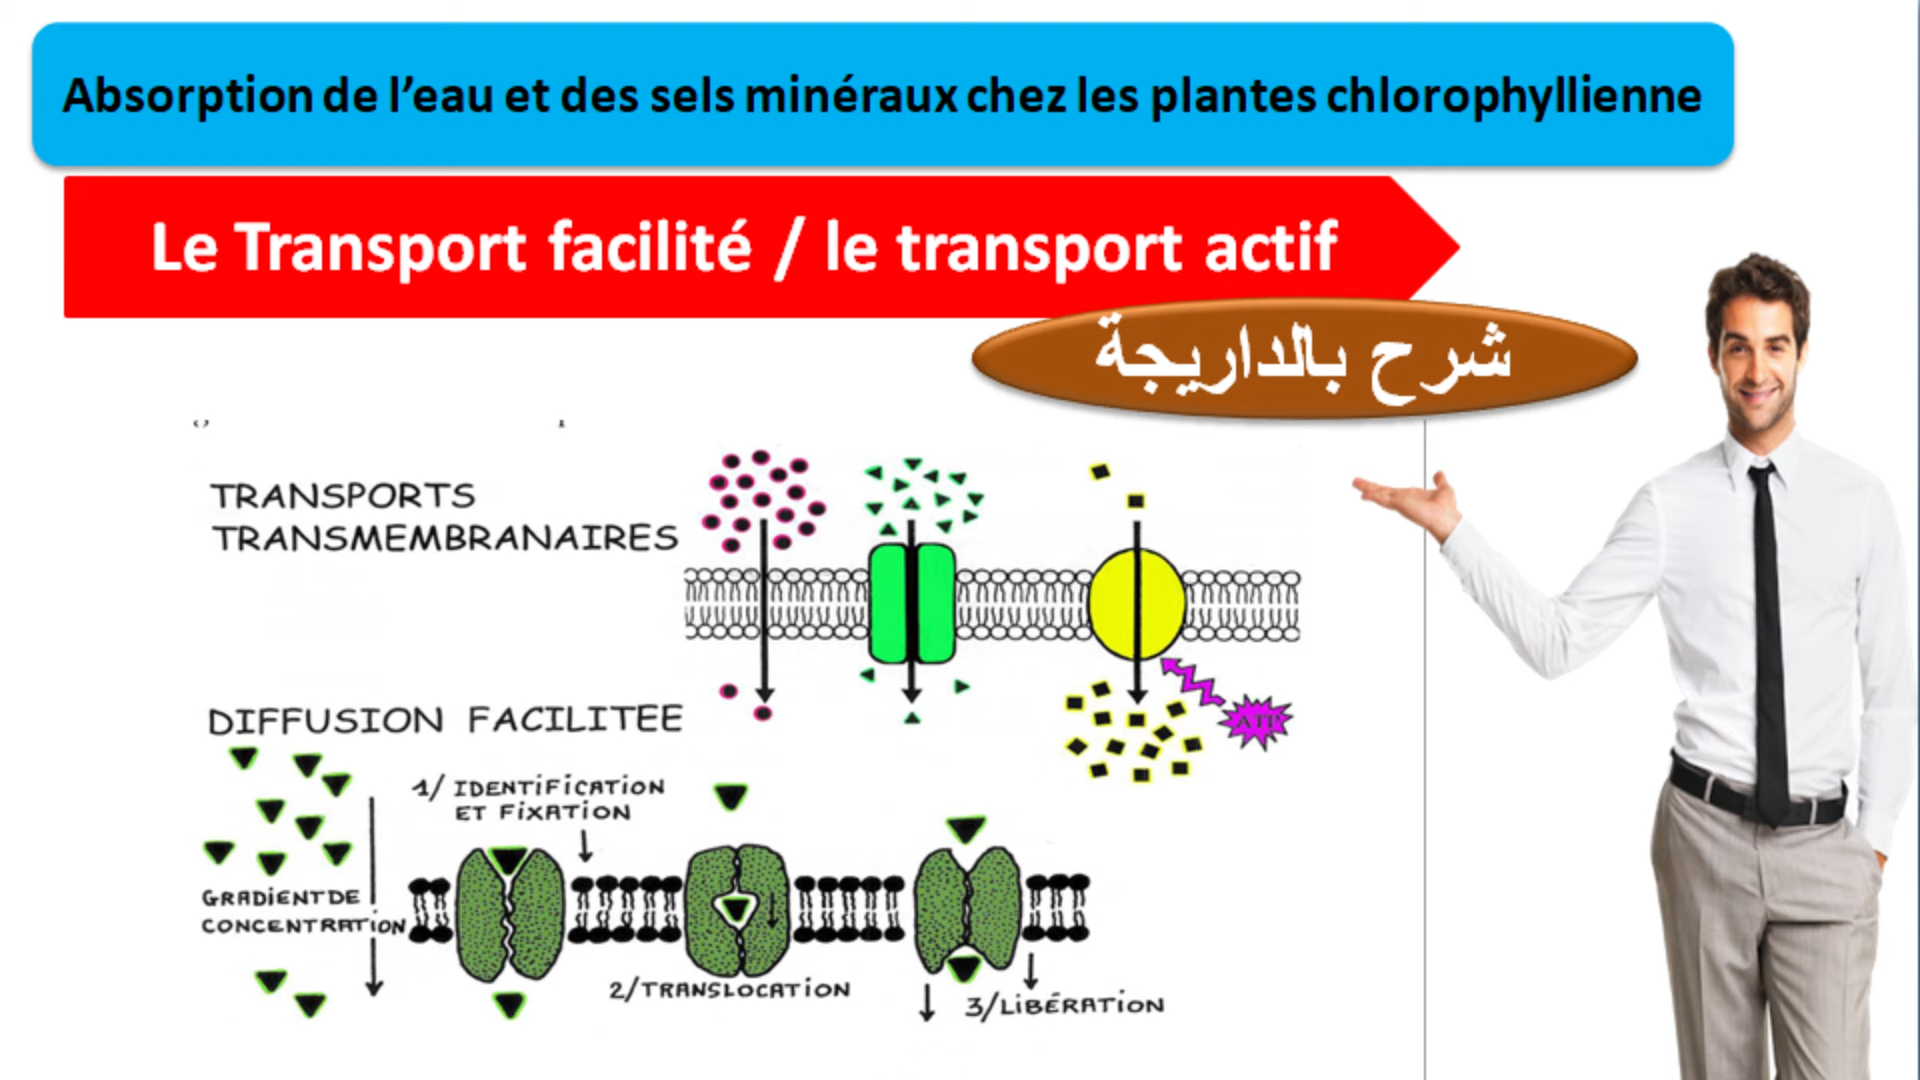 Absorption de l'eau et des sels minéraux chez les plantes chlorophyllienne
Le Transport facilité / le transport actif
شرح بالداريجة
TRANSPORTS
TRANSMEMBRANAIRES
ATP
DIFFUSION FACILITEE
1/ IDENTIFICATION
ET FIXATION
GRADIENT DE
CONCENTRATION
2/TRANSLOCATION
3/LIBÉRATION